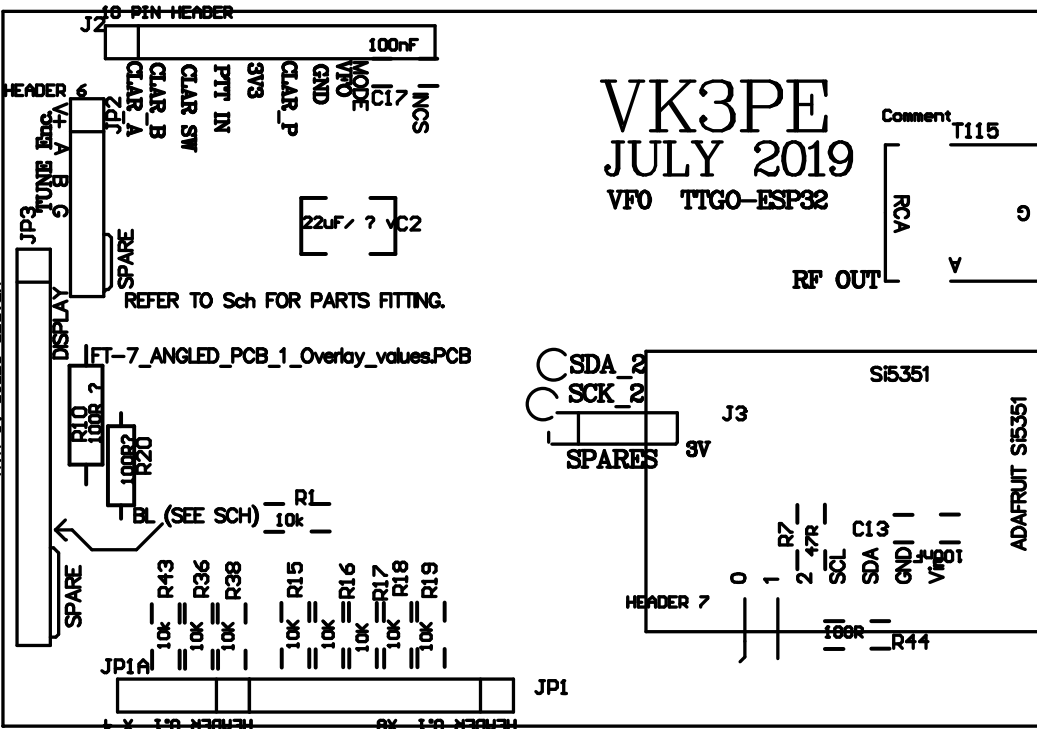 10 PIN HEADER
J2
100nF
CLAR_A
CLAR_B
CLAR SW
PTT IN
3V3
CLAR_P
GND
VFO
MODE
C17
NCS
HEADER 6
JP2
V+ A B G
TUNE Enc.
JP3
SPARE
DISPLAY
22uF/ ? v
C2
VK3PE
JULY 2019
VFO TTGO-ESP32
Comment
T115
RCA
G
A
RF OUT
REFER TO Sch FOR PARTS FITTING.
FT-7_ANGLED_PCB_1_Overlay_values.PCB
R10
100R ?
100R?
R20
BL (SEE SCH)
R1
10k
SPARE
SDA_2
SCK_2
J3
SPARES
3V
Si5351
ADAFRUIT Si5351
R7
47R
C13
100nF
0
1
2
SCL
SDA
GND
Vin
HEADER 7
100R
R44
R43
R36
R38
R15
R16
R17
R18
R19
10k
10K
10K
10K
10K
10K
10K
10K
JP1A
JP1